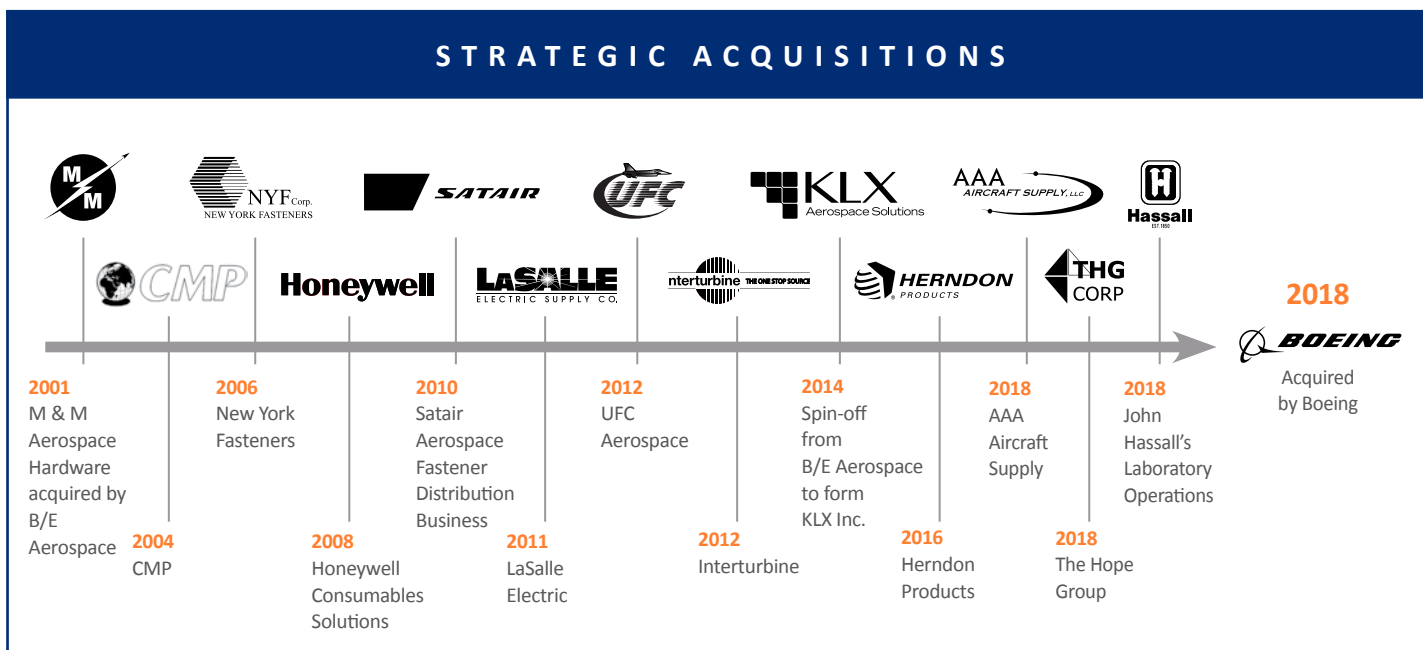 STRATEGIC ACQUISITIONS
M
M
NYF Corp.
NEW YORK FASTENERS
SATAIR
UFC
KLX
Aerospace Solutions
AAA
AIRCRAFT SUPPLY, LLC
H
Hassall
EST. 1850
CMP
Honeywell
LASALLE
ELECTRIC SUPPLY CO.
nterturbine THE ONE STOP SOURCE
HERNDON
® PRODUCTS
THG
CORP
2018
BOEING
Acquired
by Boeing
2001
M & M
Aerospace
Hardware
acquired by
B/E
Aerospace
2004
CMP
2006
New York
Fasteners
2008
Honeywell
Consumables
Solutions
2010
Satair
Aerospace
Fastener
Distribution
Business
2011
LaSalle
Electric
2012
UFC
Aerospace
2012
Interturbine
2014
Spin-off
from
B/E Aerospace
to form
KLX Inc.
2016
Herndon
Products
2018
AAA
Aircraft
Supply
2018
The Hope
Group
2018
John
Hassall’s
Laboratory
Operations